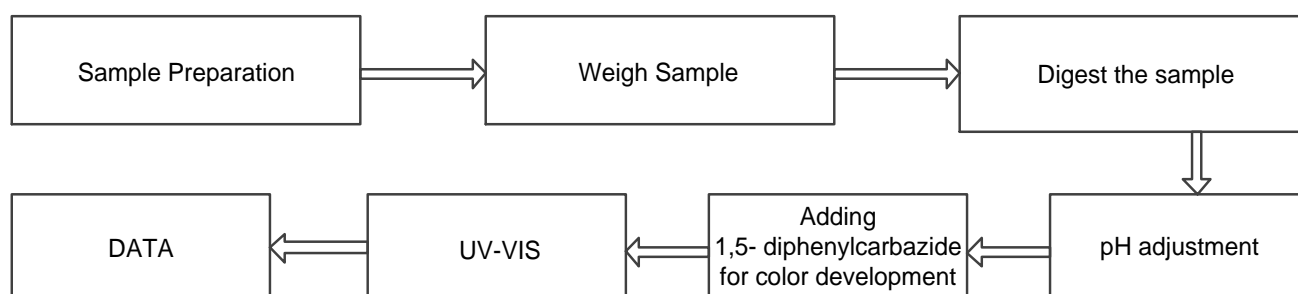 Sample Preparation
Weigh Sample
Digest the sample
pH adjustment
Adding
1,5- diphenylcarbazide
for color development
UV-VIS
DATA